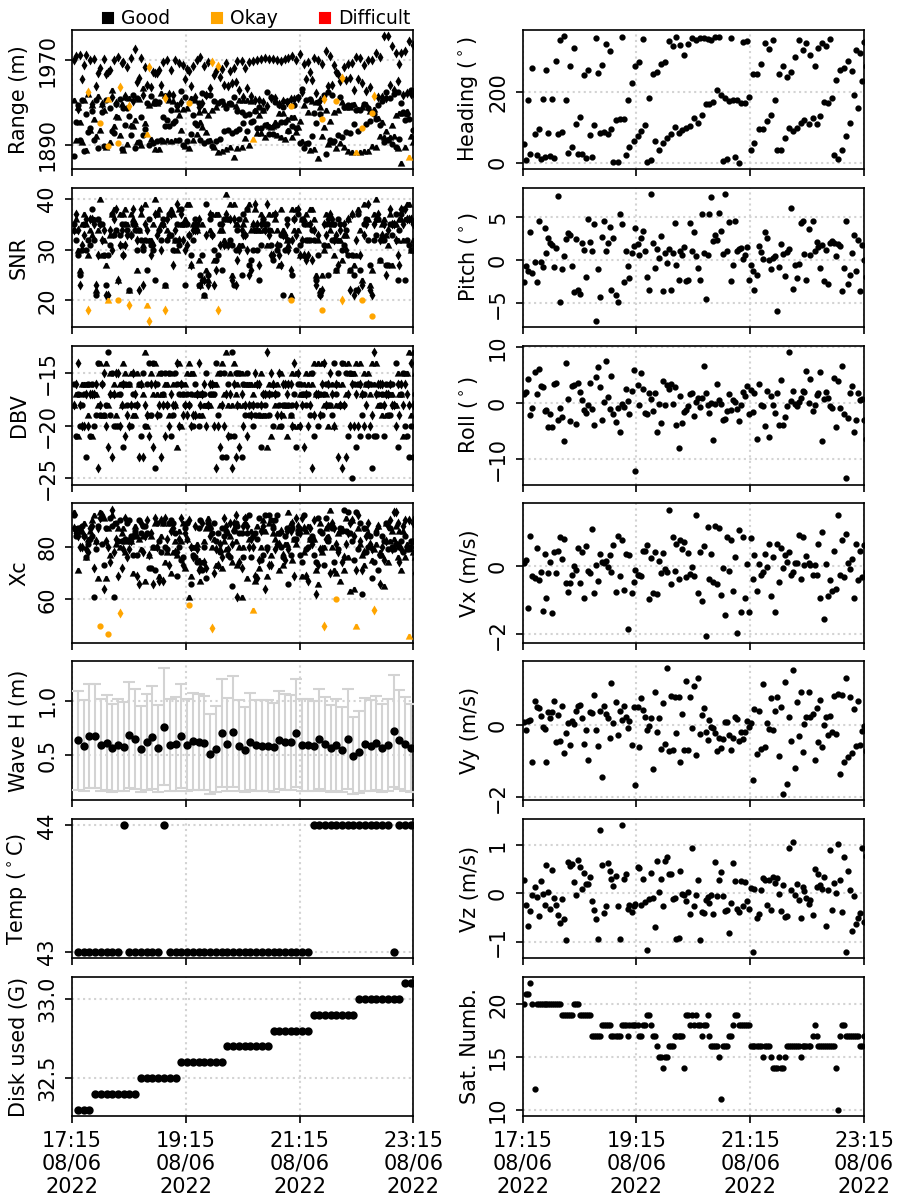 Good Okay Difficult
Range (m)
1970
1890
Heading (°)
200
0
SNR
40
30
20
Pitch (°)
5
0
−5
DBV
−15
−20
−25
Roll (°)
10
0
−10
Xc
80
60
Vx (m/s)
0
−2
Wave H (m)
1.0
0.5
Vy (m/s)
0
−2
Temp (°C)
44
43
Vz (m/s)
1
0
−1
Disk used (G)
33.0
32.5
Sat. Numb.
20
15
10
17:15 19:15 21:15 23:15
08/06 08/06 08/06 08/06
2022 2022 2022 2022
17:15 19:15 21:15 23:15
08/06 08/06 08/06 08/06
2022 2022 2022 2022